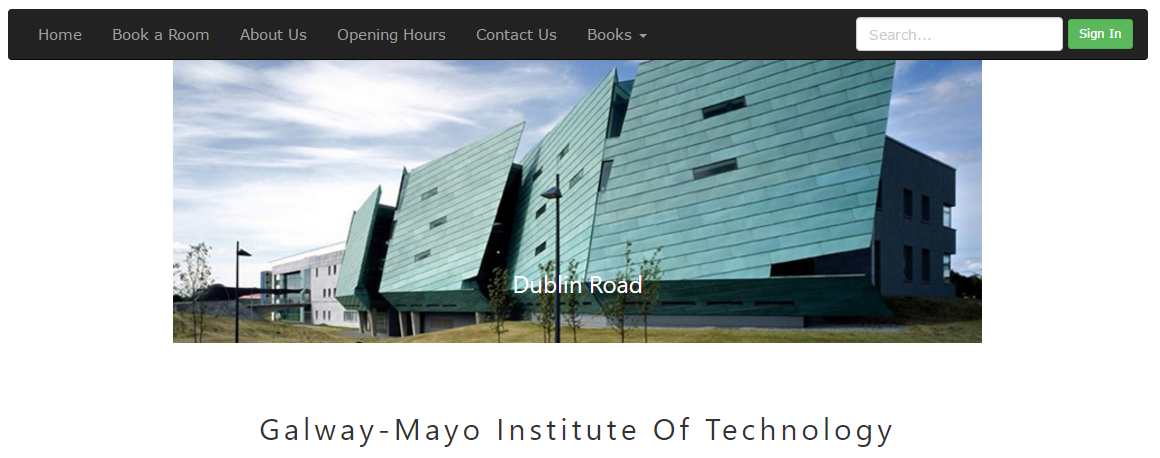 Home Book a Room About Us Opening Hours Contact Us Books Search... Sign In
Dublin Road
Galway-Mayo Institute Of Technology